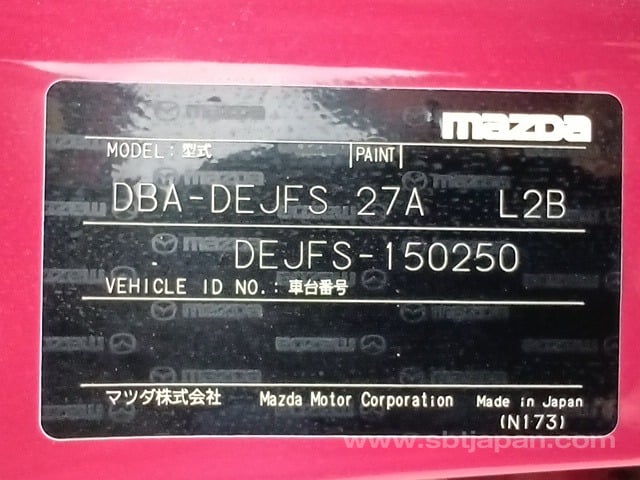 mazda
MODEL: 型式 PAINT
DBA-DEJFS 27A L2B
DEJFS-150250
VEHICLE ID NO.: 車台番号
マツダ株式会社 Mazda Motor Corporation Made in Japan
(N173)
www.sbtjapan.com